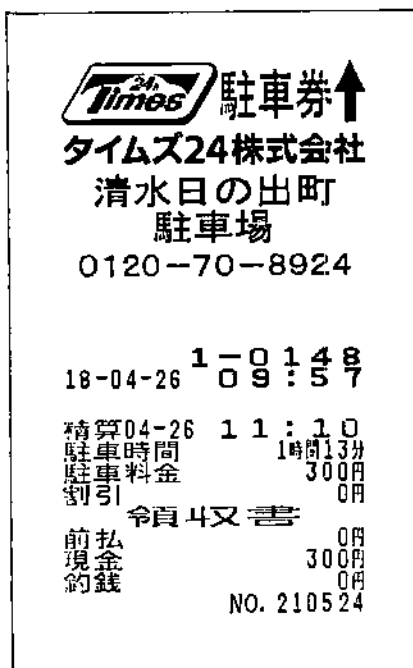 24h
Times 駐車券↑
タイムズ24株式会社
清水日の出町
駐車場
0120-70-8924
1-0148
18-04-26 09:57
精算04-26 11:10
駐車時間 1時間13分
駐車料金 300円
割引 0円
領収書
前払 0円
現金 300円
釣銭 0円
NO. 210524